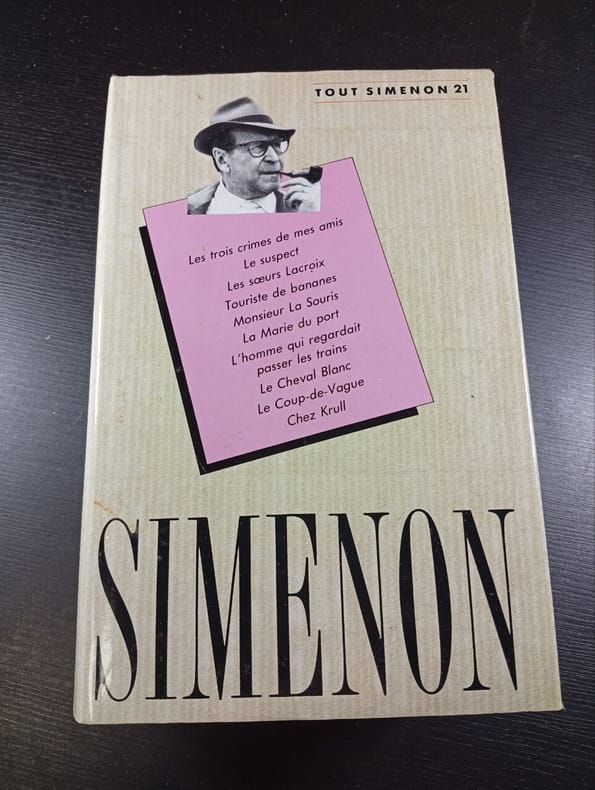 TOUT SIMENON 21
Les trois crimes de mes amis
Le suspect
Les sœurs Lacroix
Touriste de bananes
Monsieur La Souris
La Marie du port
L'homme qui regardait
passer les trains
Le Cheval Blanc
Le Coup-de-Vague
Chez Krull
SIMENON